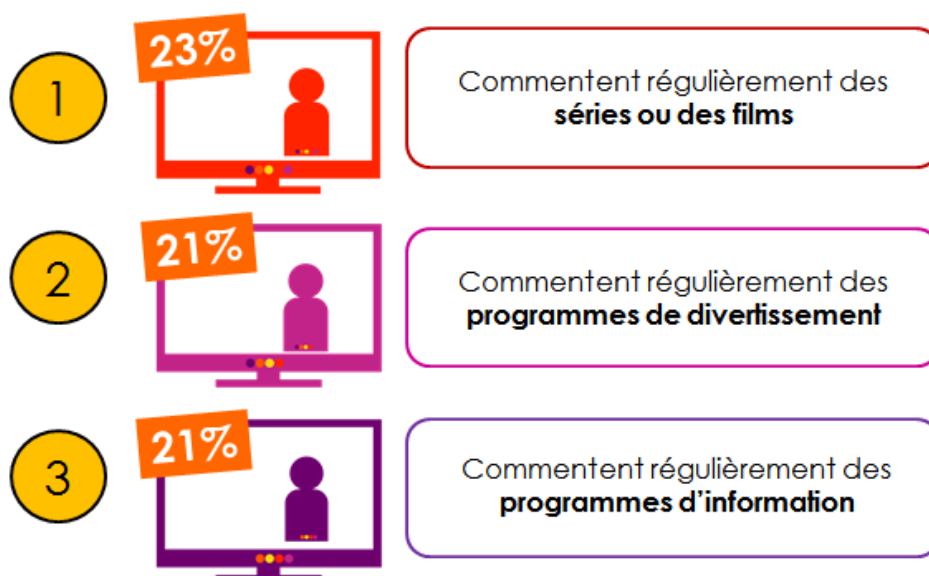 1
23%
Commentent régulièrement des
séries ou des films
2
21%
Commentent régulièrement des
programmes de divertissement
3
21%
Commentent régulièrement des
programmes d'information